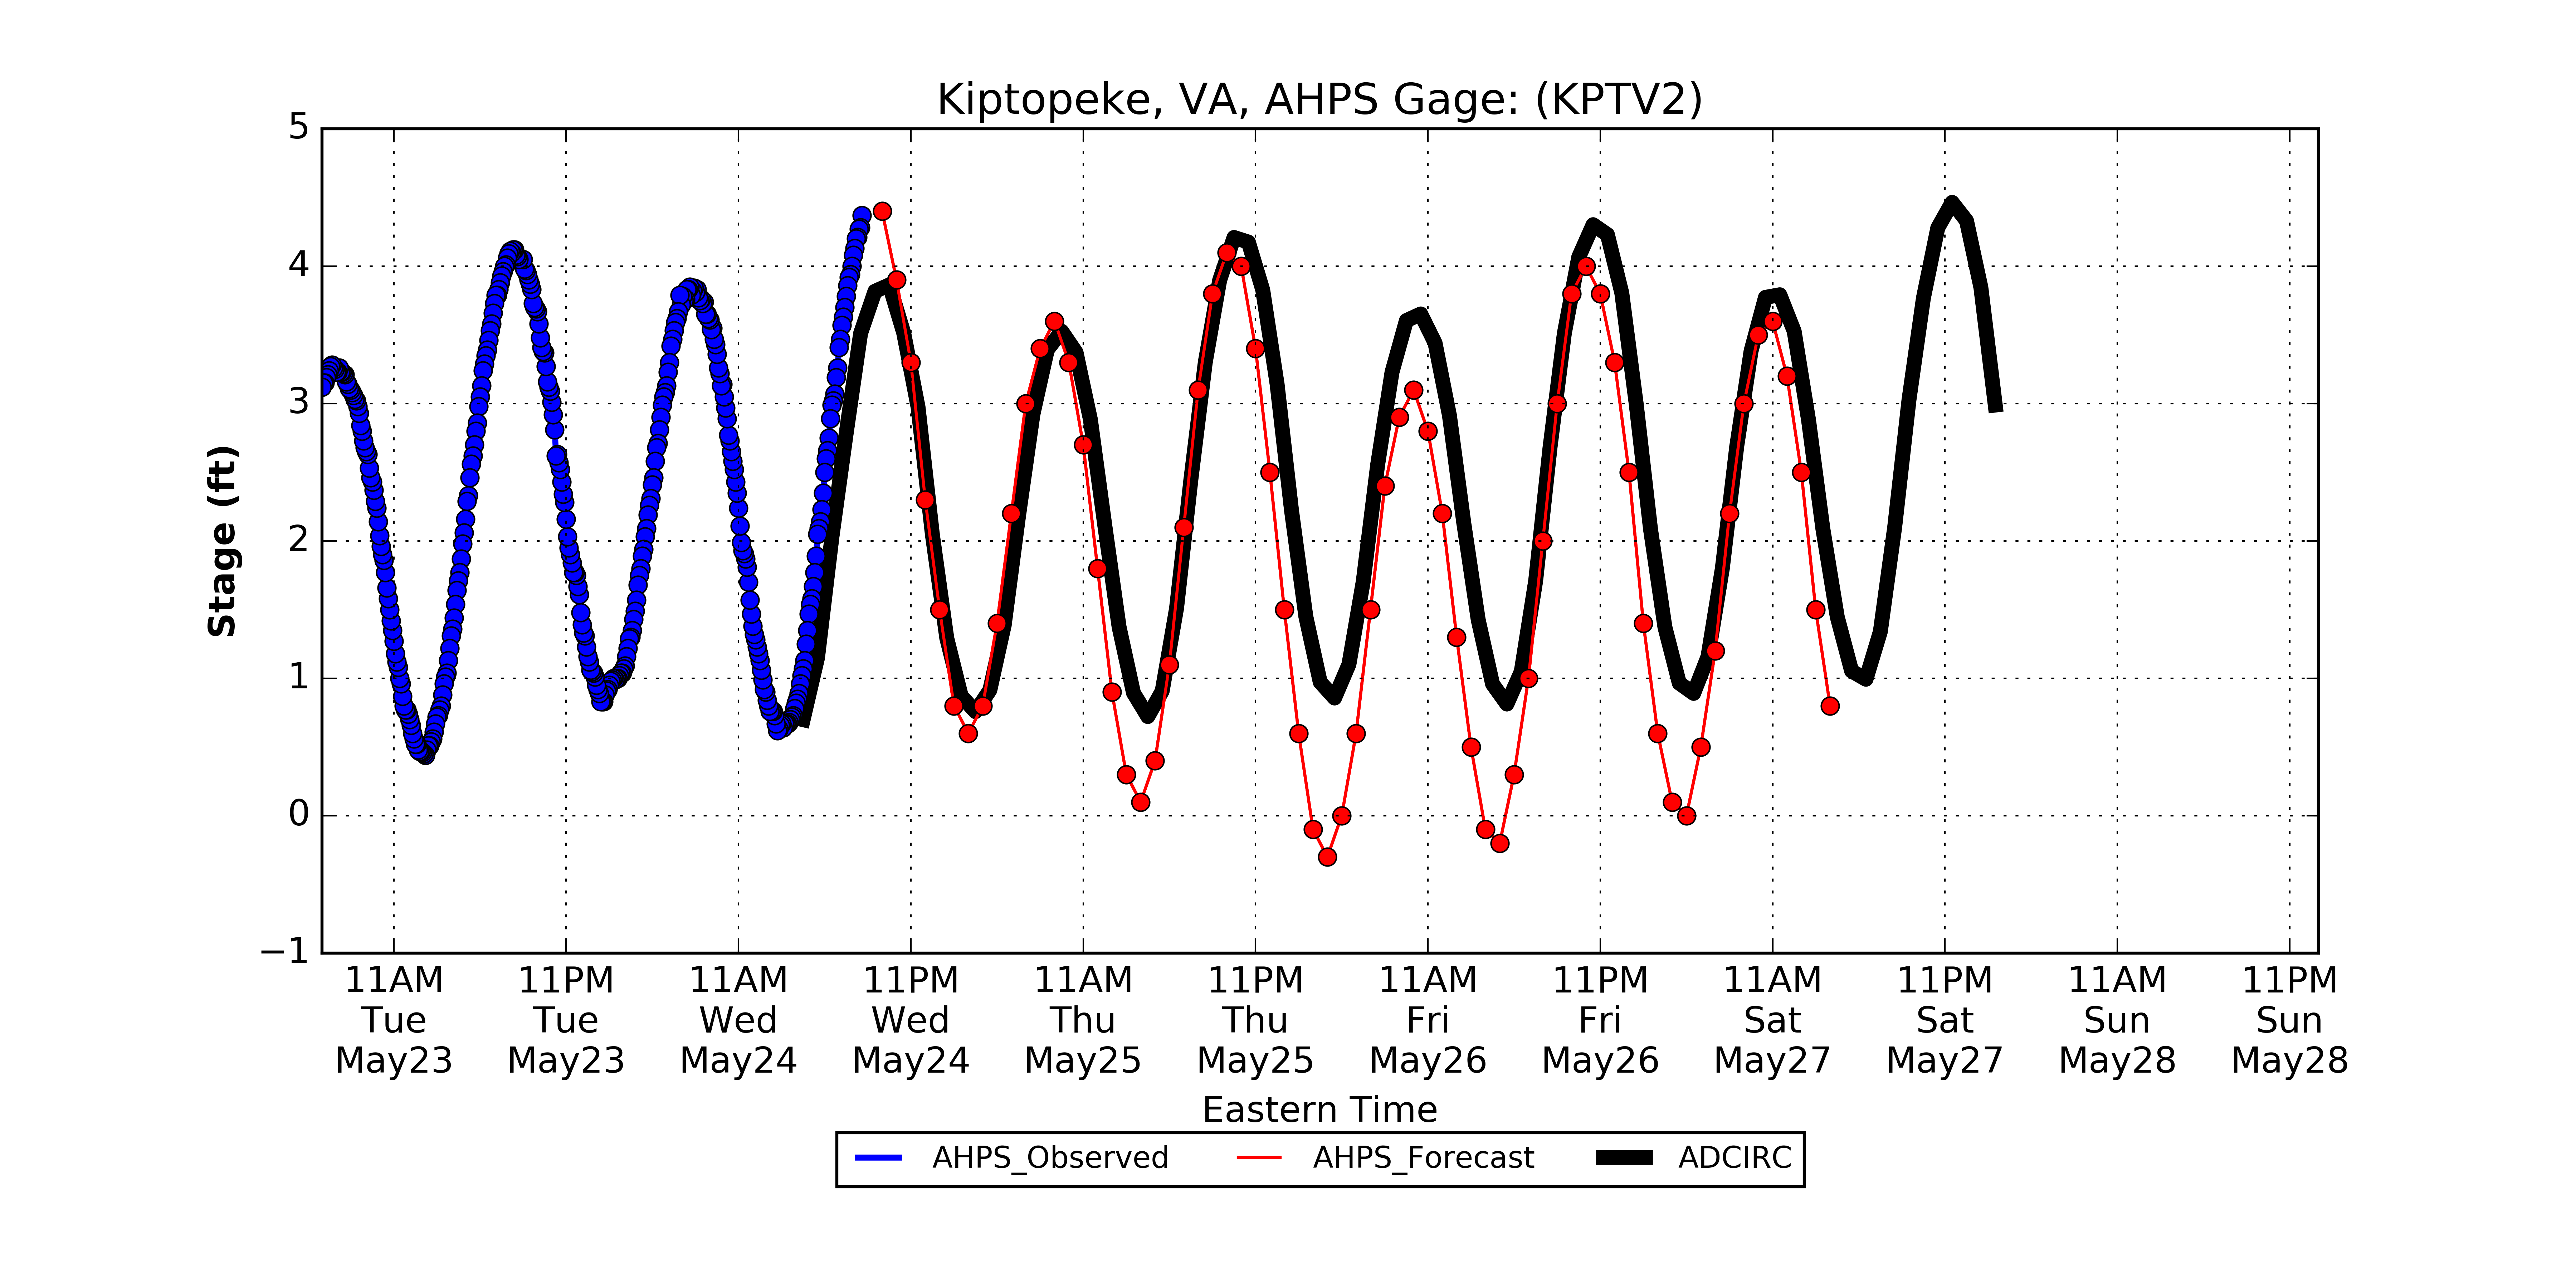 Kiptopeke, VA, AHPS Gage: (KPTV2)
5
4
3
2
1
0
−1
Stage (ft)
11AM 11PM 11AM 11PM 11AM 11PM 11AM 11PM 11AM 11PM 11AM 11PM
Tue Tue Wed Wed Thu Thu Fri Fri Sat Sat Sun Sun
May23 May23 May24 May24 May25 May25 May26 May26 May27 May27 May28 May28
Eastern Time
AHPS_Observed AHPS_Forecast ADCIRC